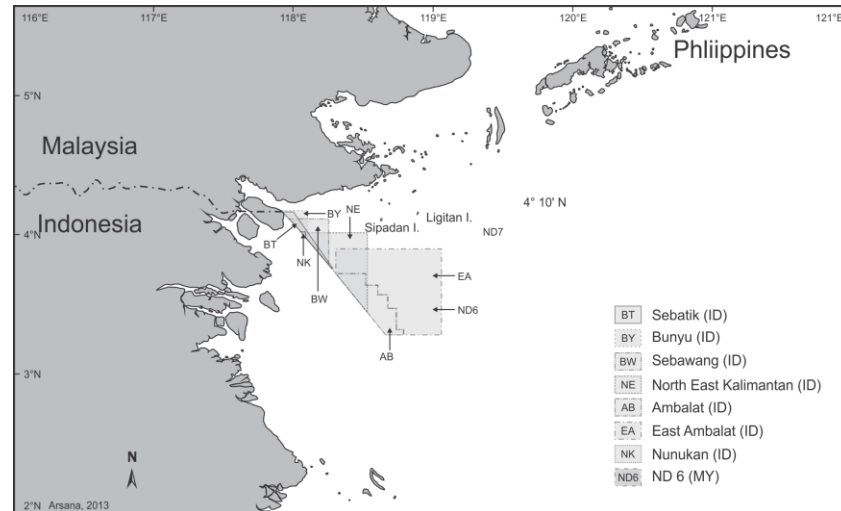 116°E 117°E 118°E 119°E 120°E 121°E 121°E
Phliippines
5°N
Malaysia
4° 10' N
Indonesia
BY NE
Ligitan I.
Sipadan I.
ND7
4°N
BT
NK
EA
BW
ND6
AB
3°N
BT Sebatik (ID)
BY Bunyu (ID)
BW Sebawang (ID)
NE North East Kalimantan (ID)
AB Ambalat (ID)
EA East Ambalat (ID)
NK Nunukan (ID)
ND6 ND 6 (MY)
N
2°N Arsana, 2013